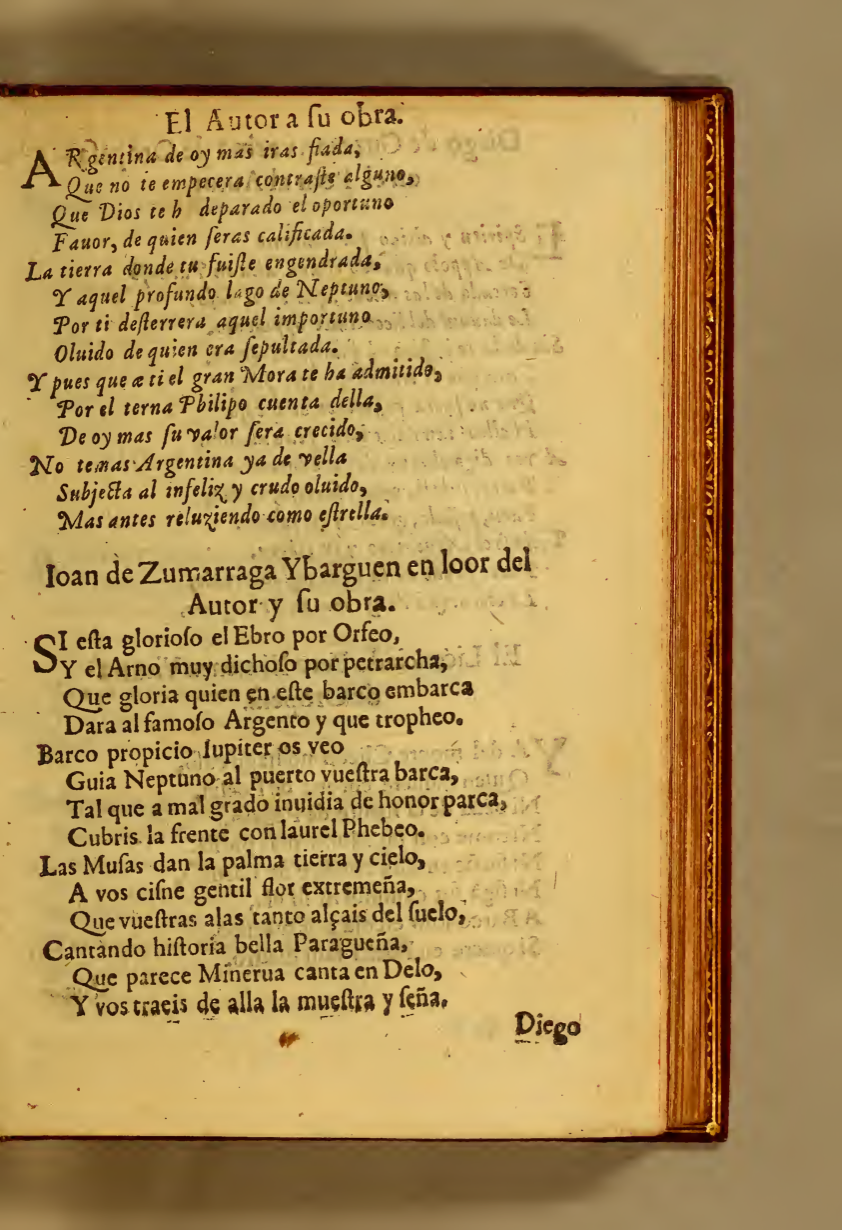 El Autor a ſu obra.
ARgentina de oy mas iras fiada,
Que no te empecera contraſte alguno,
Que Dios te h deparado el oportuno
Fauor, de quien ſeras calificada.
La tierra donde tu fuiſte engendrada,
Y aquel profundo lago de Neptuno,
Por ti deſterrera aquel importuno
Oluido de quien era ſepultada.
Y pues que a ti el gran Mora te ha admitido,
Por el terna Philipo cuenta della,
De oy mas ſu valor ſera crecido,
No temas Argentina ya de vella
Subjecta al infeliz y crudo oluido,
Mas antes reluziendo como eſtrella.
Ioan de Zumarraga Ybarguen en loor del
Autor y ſu obra.
SI eſta glorioſo el Ebro por Orfeo,
Y el Arno muy dichoſo por petrarcha,
Que gloria quien en eſte barco embarca
Dara al famoſo Argento y que tropheo.
Barco propicio Iupiter os veo
Guia Neptuno al puerto vueſtra barca,
Tal que a mal grado inuidia de honor parca,
Cubris la frente con laurel Phebeo.
Las Muſas dan la palma tierra y cielo,
A vos ciſne gentil flor extremeña,
Que vueſtras alas tanto alçais del ſuelo,
Cantando hiſtoria bella Paragueña,
Que parece Minerua canta en Delo,
Y vos traeis de alla la mueſtra y ſeña.
Diego